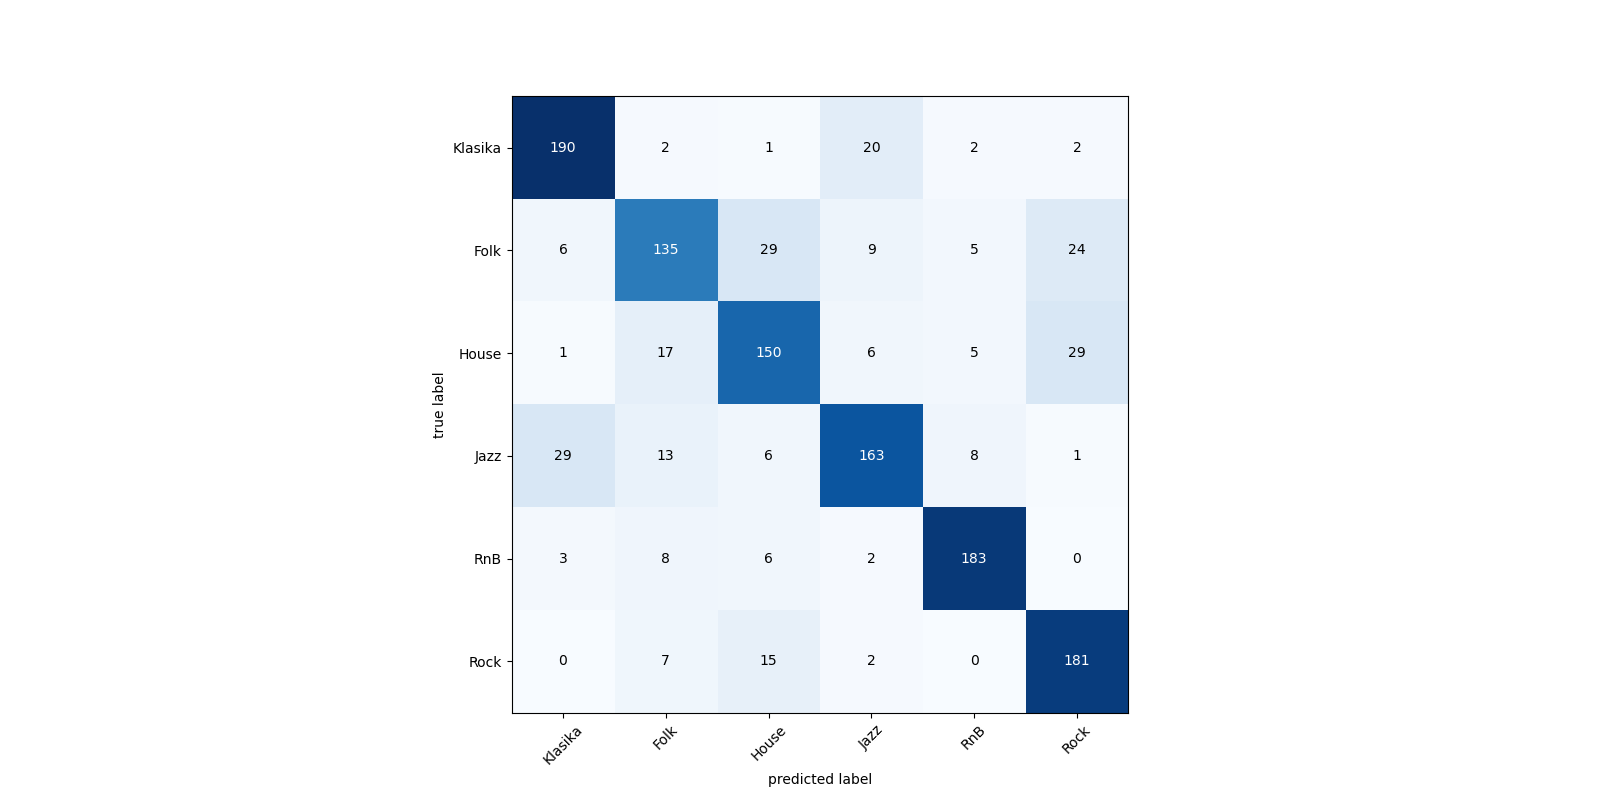 Klasika 190 2 1 20 2 2
Folk 6 135 29 9 5 24
House 1 17 150 6 5 29
Jazz 29 13 6 163 8 1
RnB 3 8 6 2 183 0
Rock 0 7 15 2 0 181
true label
Klasika Folk House Jazz RnB Rock
predicted label